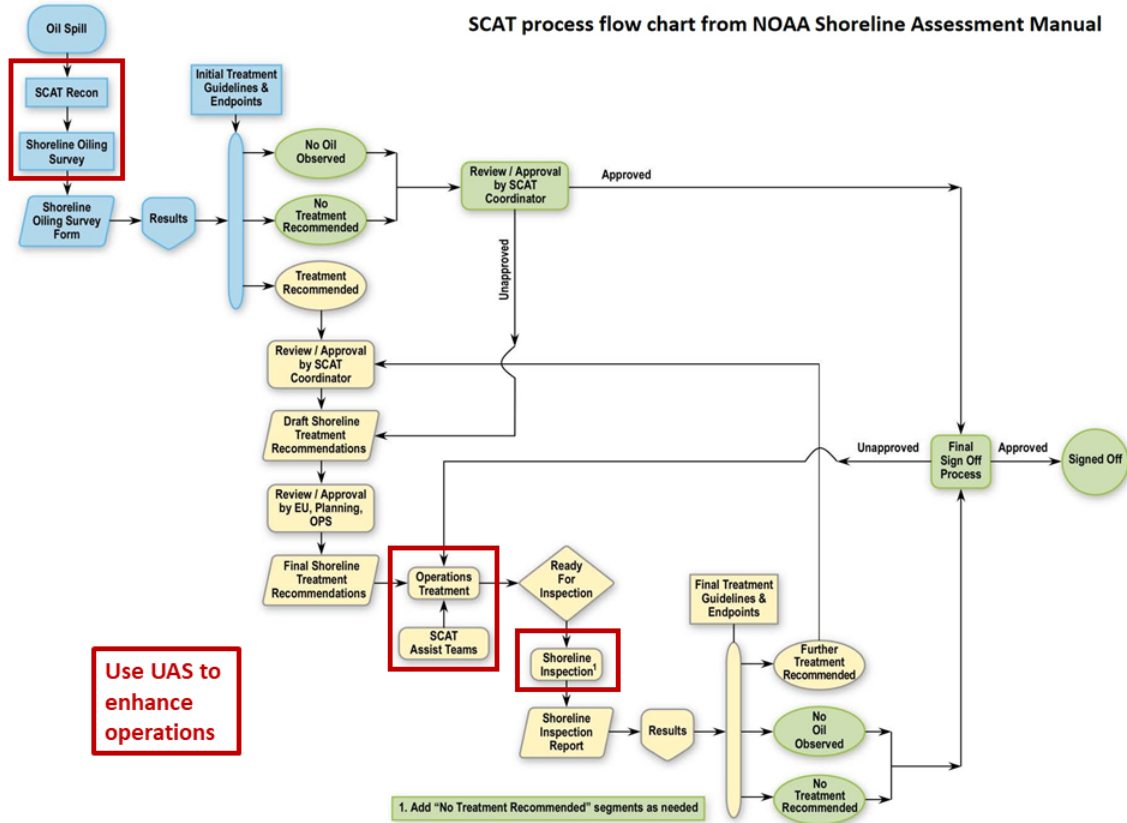 SCAT process flow chart from NOAA Shoreline Assessment Manual
Oil Spill
SCAT Recon
Shoreline Oiling
Survey
Shoreline
Oiling Survey
Form
Results
Initial Treatment
Guidelines &
Endpoints
No Oil
Observed
No
Treatment
Recommended
Treatment
Recommended
Review / Approval
by SCAT
Coordinator
Approved
Unapproved
Review / Approval
by SCAT
Coordinator
Draft Shoreline
Treatment
Recommendations
Review / Approval
by EU, Planning,
OPS
Final Shoreline
Treatment
Recommendations
Operations
Treatment
SCAT
Assist Teams
Ready
For
Inspection
Shoreline
Inspection¹
Shoreline
Inspection
Report
Results
Final Treatment
Guidelines &
Endpoints
Further
Treatment
Recommended
No
Oil
Observed
No
Treatment
Recommended
Unapproved
Final
Sign Off
Process
Approved
Signed Off
Use UAS to
enhance
operations
1. Add “No Treatment Recommended” segments as needed